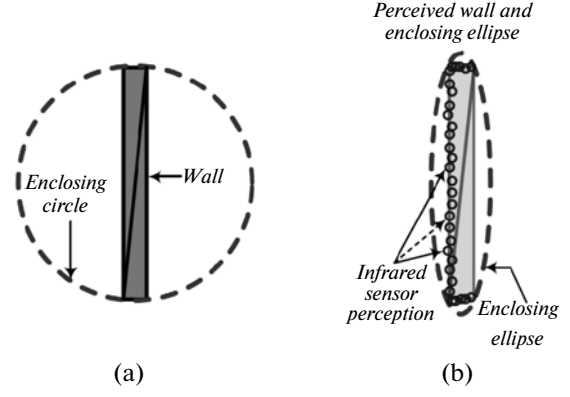 Perceived wall and
enclosing ellipse
Wall
Enclosing
circle
Infrared
sensor
perception
Enclosing
ellipse
(a)
(b)